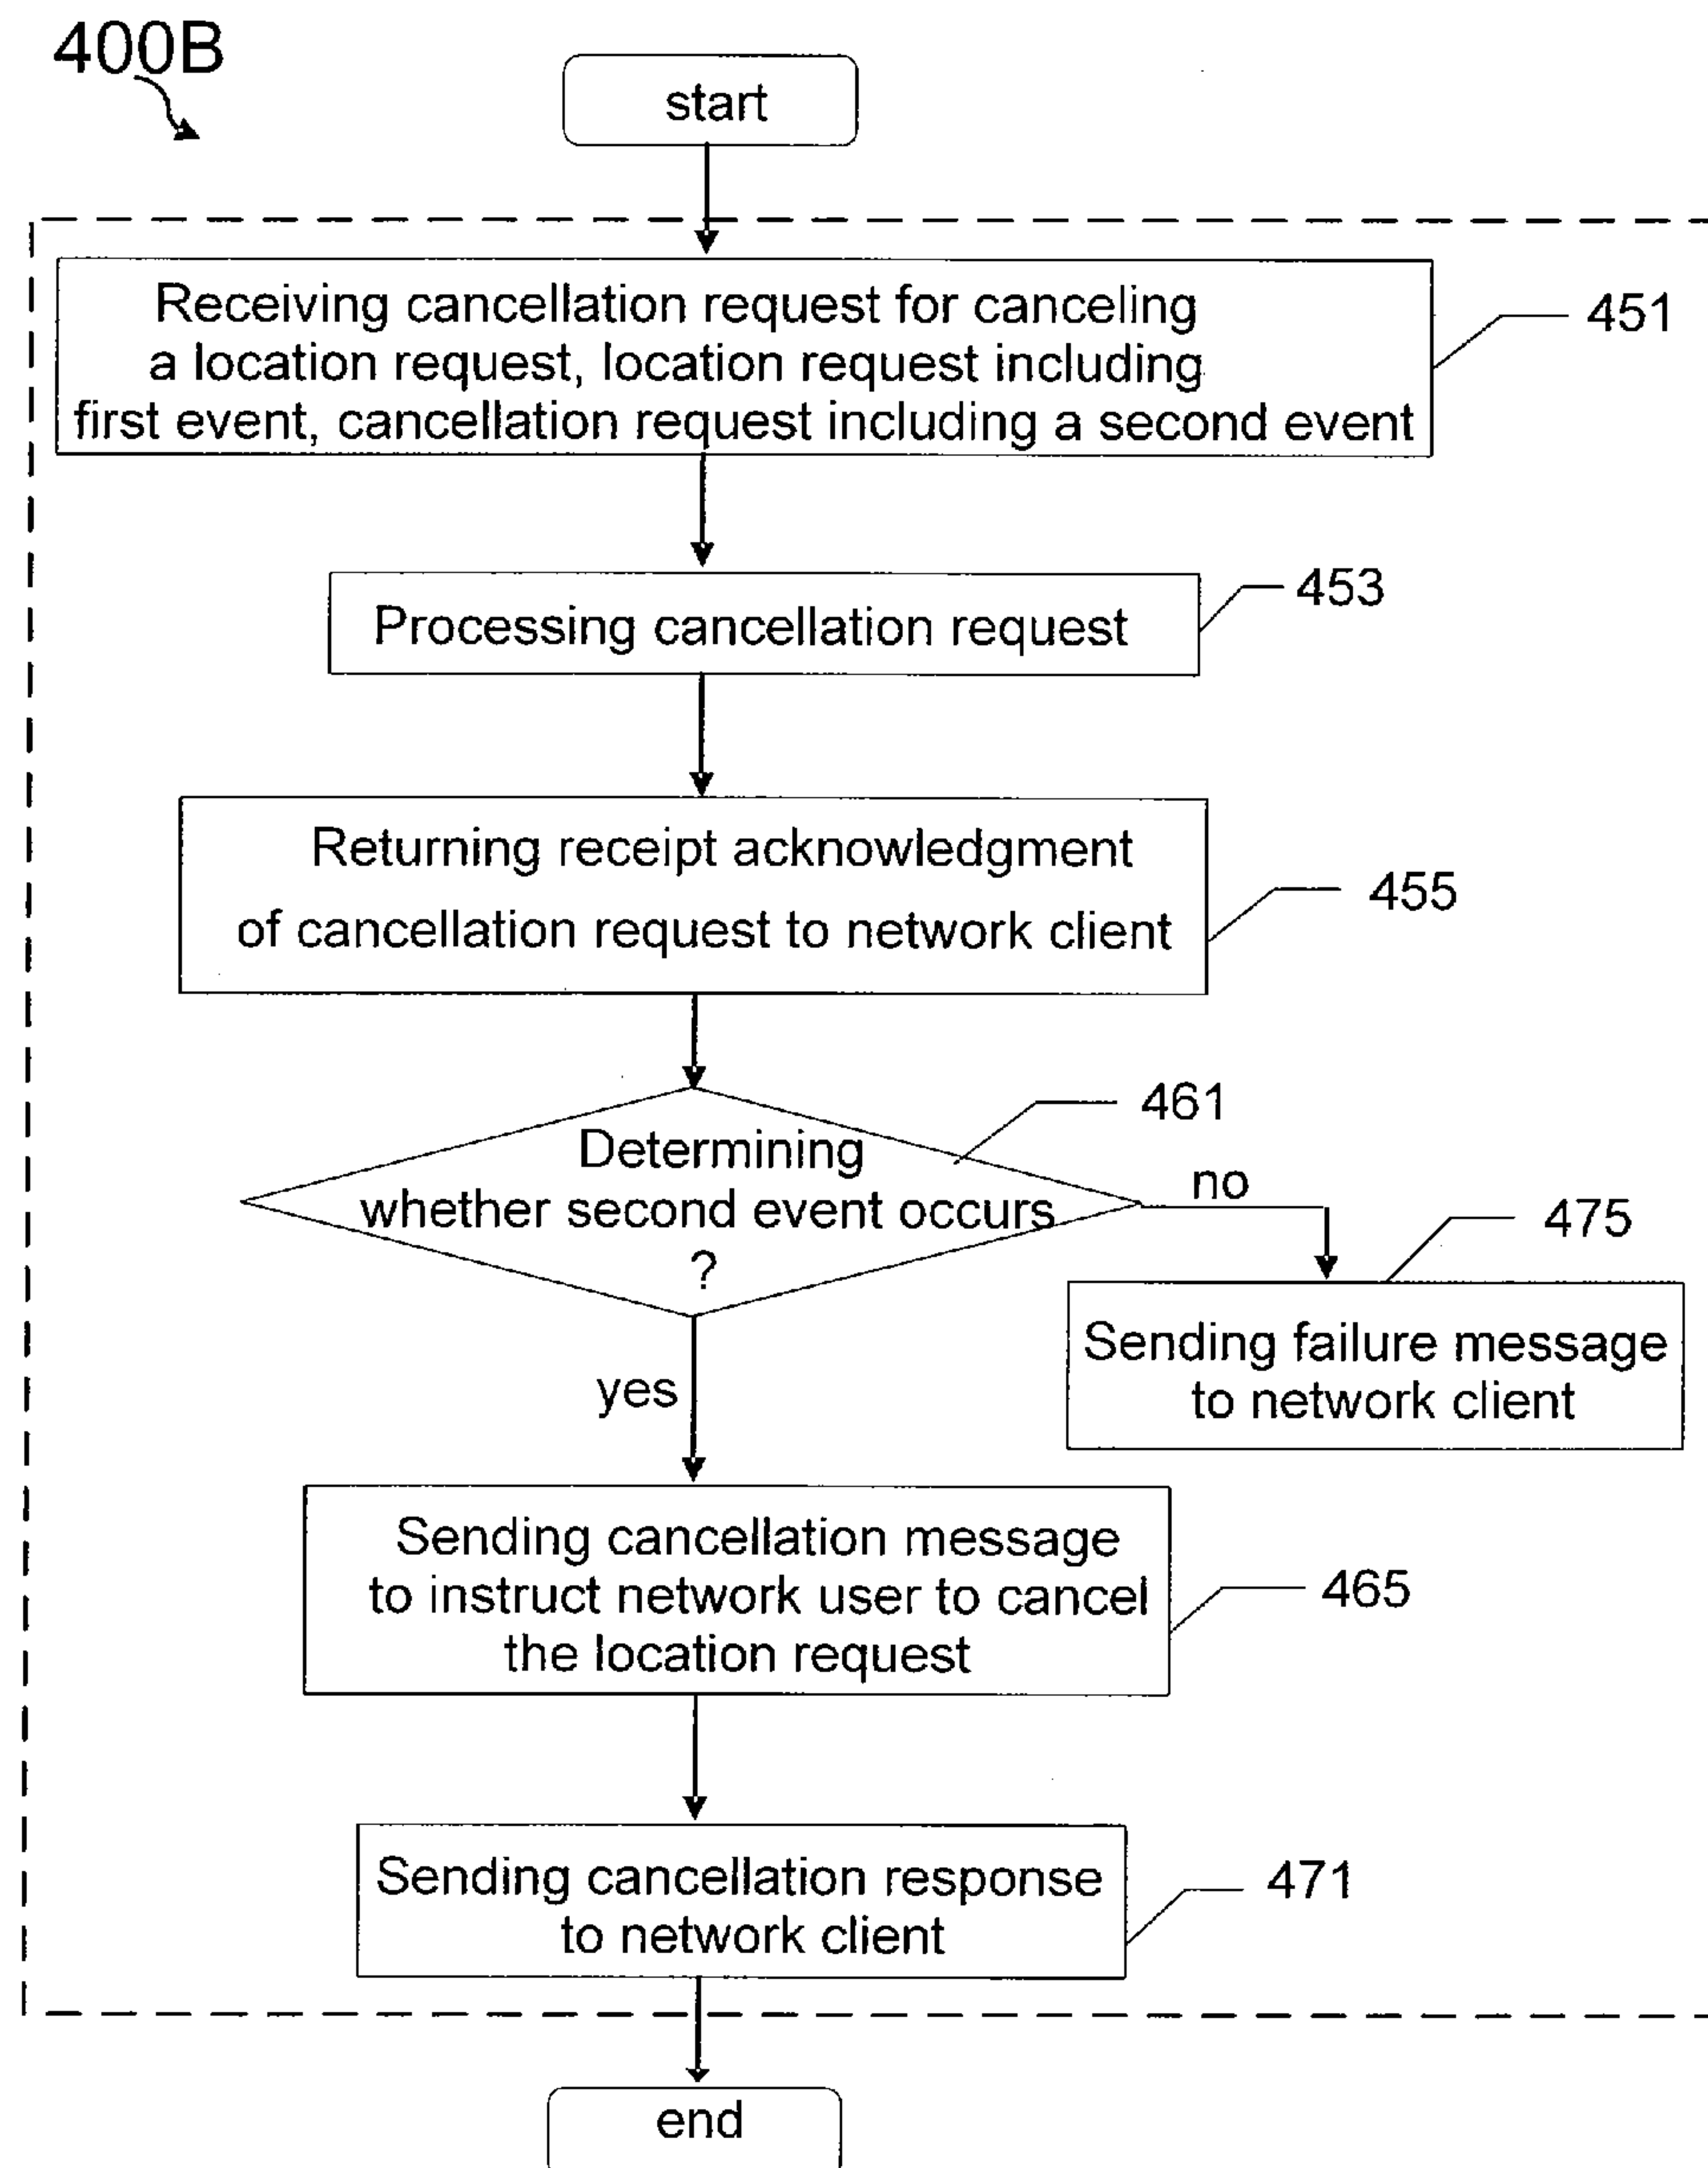 400B
start
Receiving cancellation request for canceling
a location request, location request including
first event, cancellation request including a second event
451
Processing cancellation request
453
Returning receipt acknowledgment
of cancellation request to network client
455
461
Determining
whether second event occurs
?
no
475
Sending failure message
to network client
yes
Sending cancellation message
to instruct network user to cancel
the location request
465
Sending cancellation response
to network client
471
end